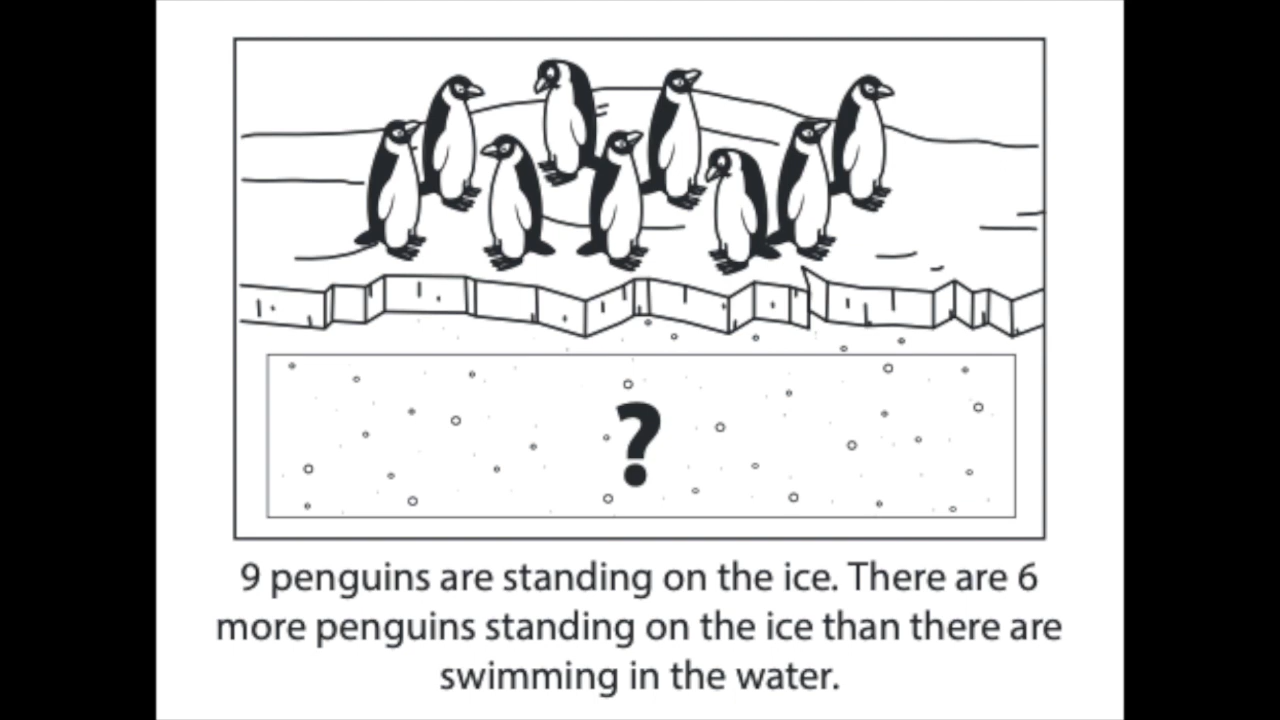 ?
9 penguins are standing on the ice. There are 6
more penguins standing on the ice than there are
swimming in the water.